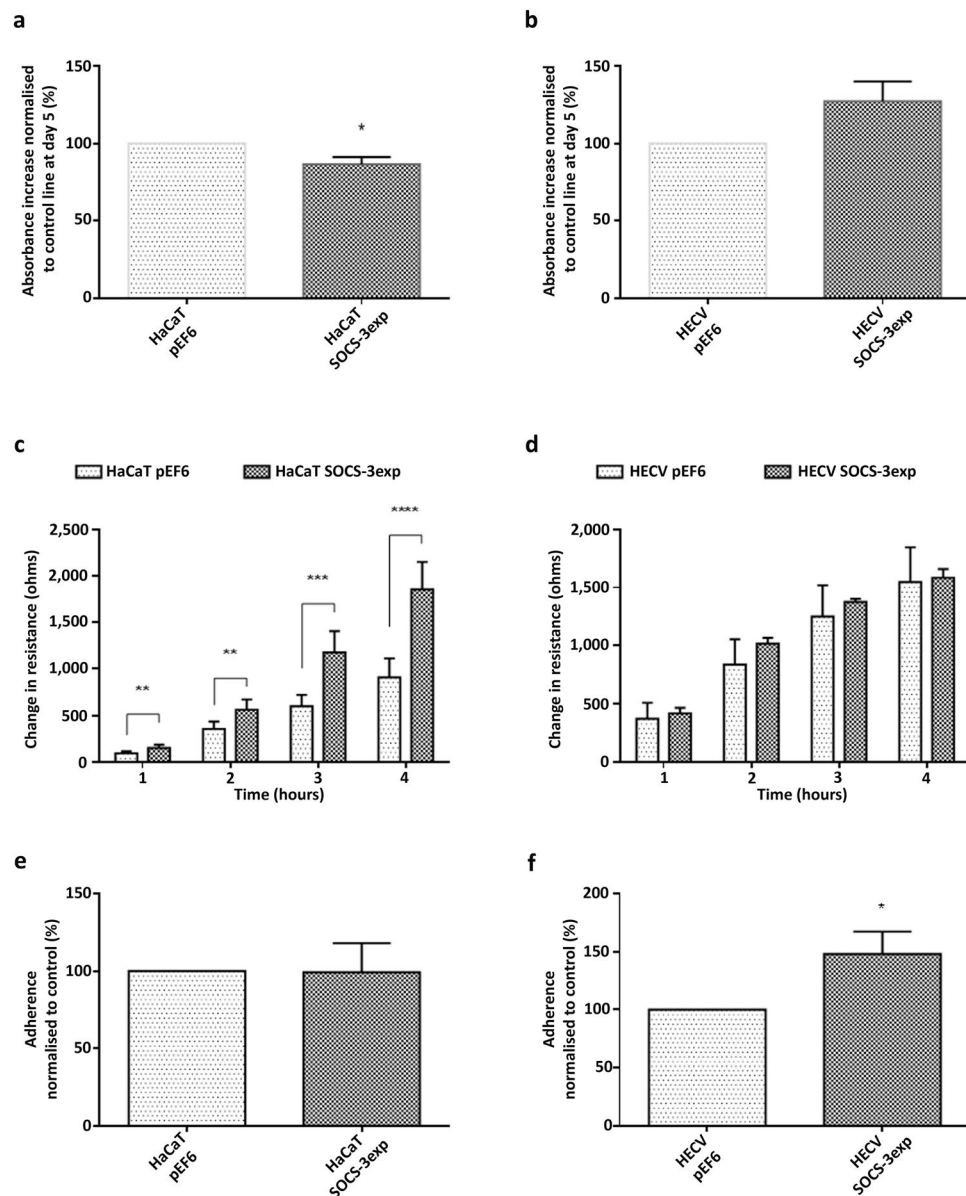 a
Absorbance increase normalised
to control line at day 5 (%)
150
100
50
0
*
HaCaT
pEF6
HaCaT
SOCS-3exp
b
Absorbance increase normalised
to control line at day 5 (%)
150
100
50
0
HECV
pEF6
HECV
SOCS-3exp
c
HaCaT pEF6
HaCaT SOCS-3exp
Change in resistance (ohms)
2,500
2,000
1,500
1,000
500
0
**
**
***
****
1
2
3
4
Time (hours)
d
HECV pEF6
HECV SOCS-3exp
Change in resistance (ohms)
2,000
1,500
1,000
500
0
1
2
3
4
Time (hours)
e
Adherence
normalised to control (%)
150
100
50
0
HaCaT
pEF6
HaCaT
SOCS-3exp
f
Adherence
normalised to control (%)
200
150
100
50
0
*
HECV
pEF6
HECV
SOCS-3exp